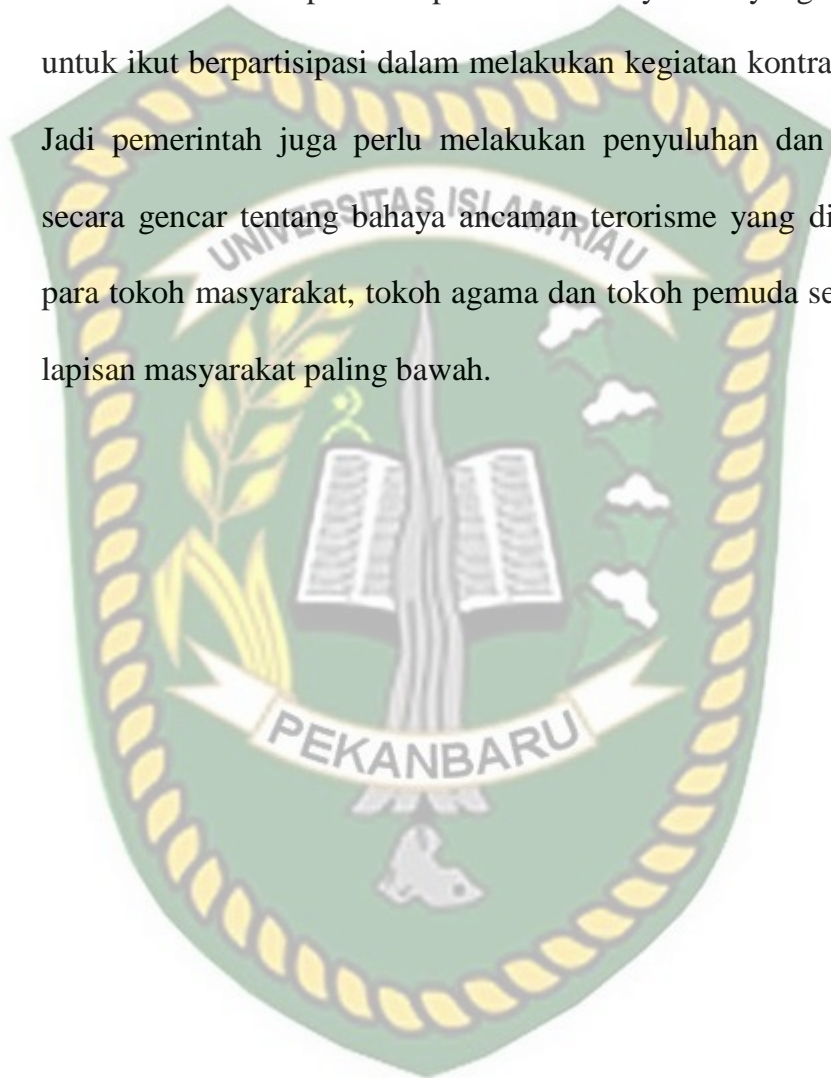 untuk ikut berpartisipasi dalam melakukan kegiatan kontra
Jadi pemerintah juga perlu melakukan penyuluhan dan
secara gencar tentang bahaya ancaman terorisme yang di
para tokoh masyarakat, tokoh agama dan tokoh pemuda se
lapisan masyarakat paling bawah.
UNIVERSITAS ISLAM RIAU
PEKANBARU